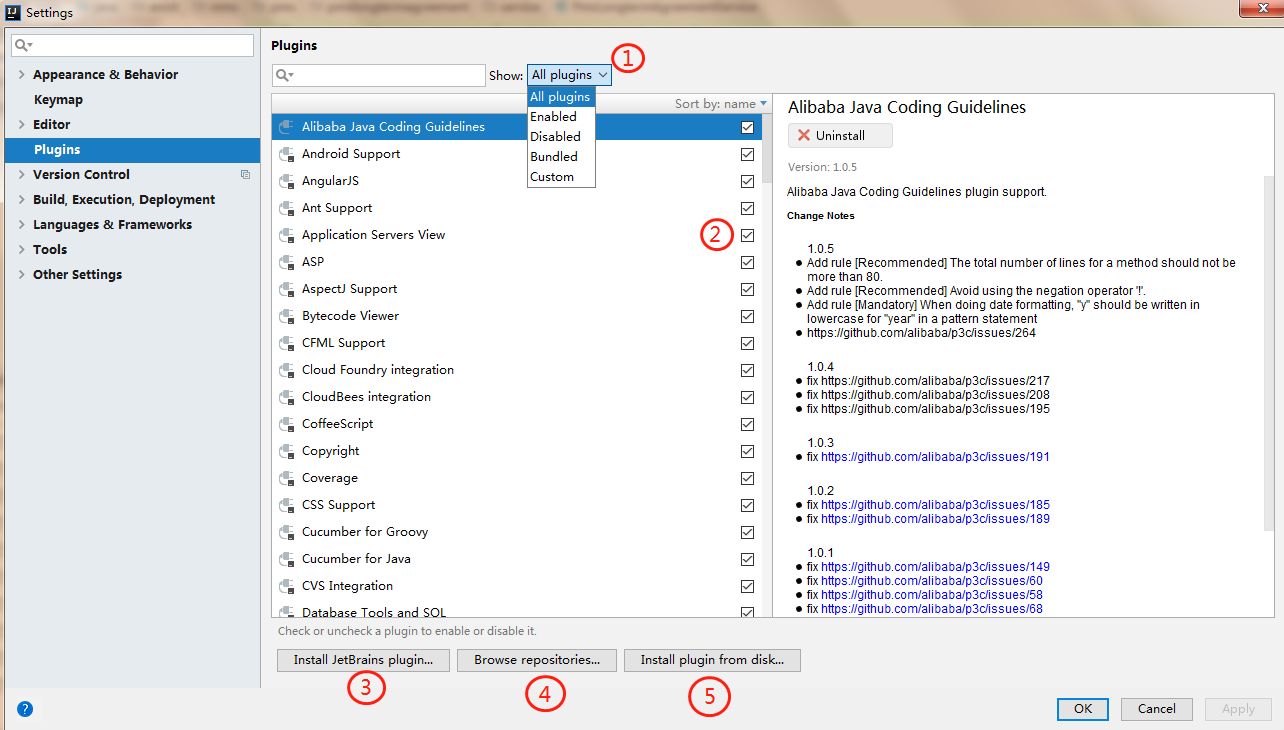 Settings
Appearance & Behavior
Keymap
Editor
Plugins
Version Control
Build, Execution, Deployment
Languages & Frameworks
Tools
Other Settings
Plugins
Show: All plugins
1
All plugins
Enabled
Disabled
Bundled
Custom
Sort by: name
Alibaba Java Coding Guidelines
Android Support
AngularJS
Ant Support
Application Servers View
2
ASP
AspectJ Support
Bytecode Viewer
CFML Support
Cloud Foundry integration
CloudBees integration
CoffeeScript
Copyright
Coverage
CSS Support
Cucumber for Groovy
Cucumber for Java
CVS Integration
Database Tools and SQL
Check or uncheck a plugin to enable or disable it.
Install JetBrains plugin...
Browse repositories...
Install plugin from disk...
3
4
5
Alibaba Java Coding Guidelines
Uninstall
Version: 1.0.5
Alibaba Java Coding Guidelines plugin support.
Change Notes
1.0.5
Add rule [Recommended] The total number of lines for a method should not be
more than 80.
Add rule [Recommended] Avoid using the negation operator '!'.
Add rule [Mandatory] When doing date formatting, "y" should be written in
lowercase for "year" in a pattern statement
https://github.com/alibaba/p3c/issues/264
1.0.4
fix https://github.com/alibaba/p3c/issues/217
fix https://github.com/alibaba/p3c/issues/208
fix https://github.com/alibaba/p3c/issues/195
1.0.3
fix https://github.com/alibaba/p3c/issues/191
1.0.2
fix https://github.com/alibaba/p3c/issues/185
fix https://github.com/alibaba/p3c/issues/189
1.0.1
fix https://github.com/alibaba/p3c/issues/149
fix https://github.com/alibaba/p3c/issues/60
fix https://github.com/alibaba/p3c/issues/58
fix https://github.com/alibaba/p3c/issues/68
?
OK
Cancel
Apply